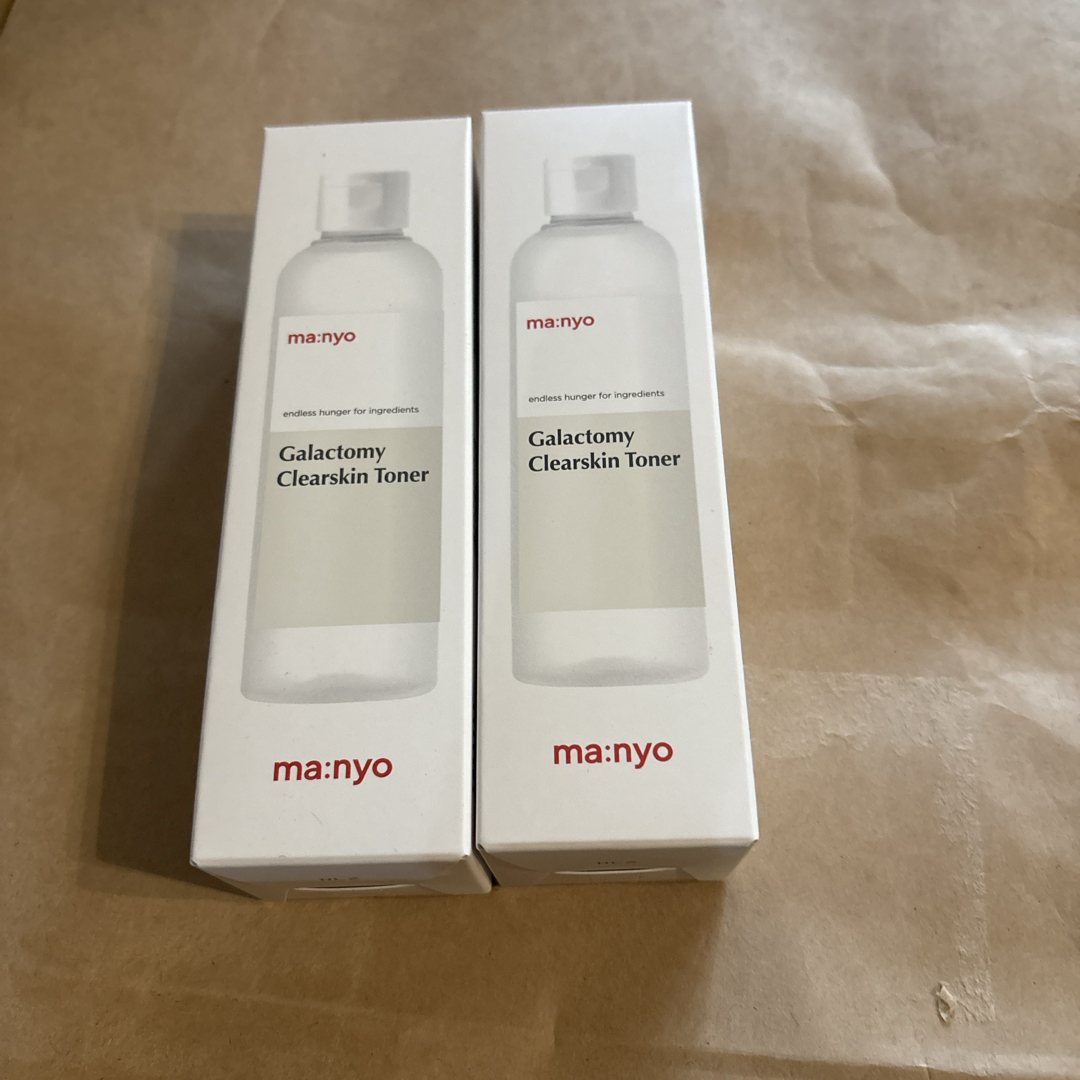 ma:nyo
endless hunger for ingredients
Galactomy
Clearskin Toner
ma:nyo
ma:nyo
endless hunger for ingredients
Galactomy
Clearskin Toner
ma:nyo